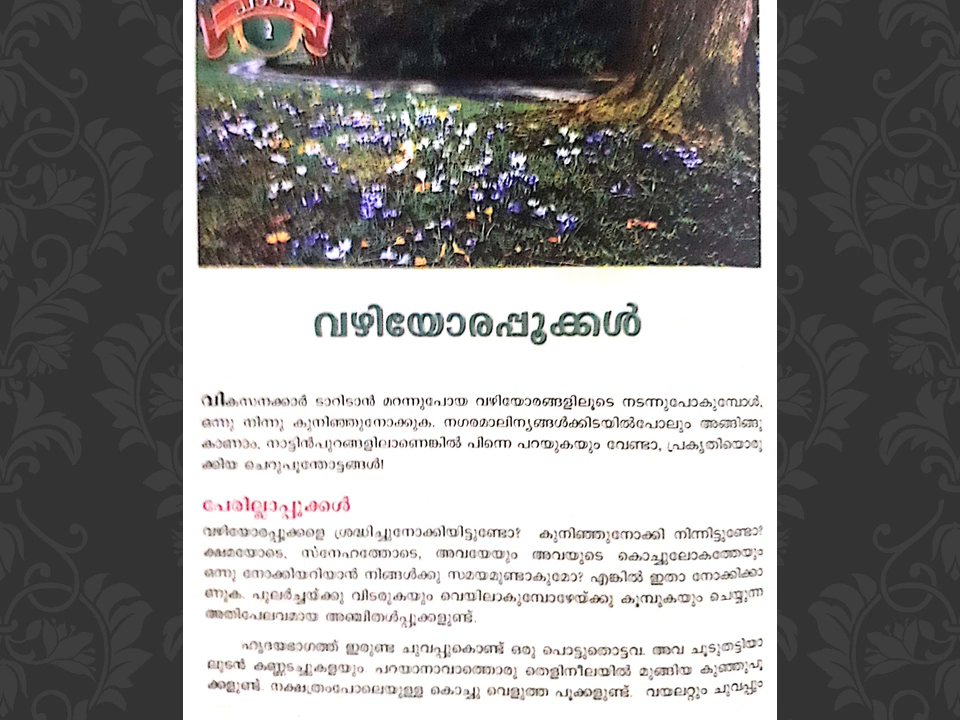 പാഠം
2
വഴിയോരപ്പൂക്കൾ
വികസനക്കാർ ടാറിടാൻ മറന്നുപോയ വഴിയോരങ്ങളിലൂടെ നടന്നുപോകുമ്പോൾ,
ഒന്നു നിന്നു കുനിഞ്ഞുനോക്കുക. നഗരമാലിന്യങ്ങൾക്കിടയിൽപോലും അങ്ങിങ്ങു
കാണാം, നാട്ടിൻപുറങ്ങളിലാണെങ്കിൽ പിന്നെ പറയുകയും വേണ്ടാ, പ്രകൃതിയൊരു
ക്കിയ ചെറുപൂന്തോട്ടങ്ങൾ!
പേരില്ലാപ്പൂക്കൾ
വഴിയോരപ്പൂക്കളെ ശ്രദ്ധിച്ചുനോക്കിയിട്ടുണ്ടോ? കുനിഞ്ഞുനോക്കി നിന്നിട്ടുണ്ടോ?
ക്ഷമയോടെ, സ്നേഹത്തോടെ, അവയേയും അവയുടെ കൊച്ചുലോകത്തേയും
ഒന്നു നോക്കിയറിയാൻ നിങ്ങൾക്കു സമയമുണ്ടാകുമോ? എങ്കിൽ ഇതാ നോക്കിക്കാ
ണുക. പുലർച്ചയ്ക്കു വിടരുകയും വെയിലാകുമ്പോഴേയ്ക്കു കൂമ്പുകയും ചെയ്യുന്ന
അതിപേലവമായ അഞ്ചിതൾപ്പൂക്കളുണ്ട്.
ഹൃദയഭാഗത്ത് ഇരുണ്ട ചുവപ്പുകൊണ്ട് ഒരു പൊട്ടുതൊട്ടവ. അവ ചൂടുതട്ടിയാ
ലുടൻ കണ്ണടച്ചുകളയും. പറയാനാവാത്തൊരു തെളിനീലയിൽ മുങ്ങിയ കുഞ്ഞുപൂ
ക്കളുണ്ട്. നക്ഷത്രംപോലെയുള്ള കൊച്ചു വെളുത്ത പൂക്കളുണ്ട്. വയലറ്റും ചുവപ്പും